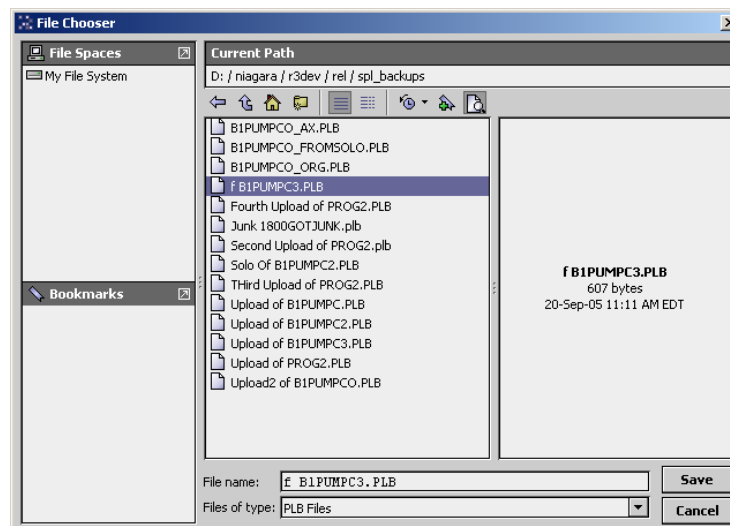 File Chooser
File Spaces
My File System
Bookmarks
Current Path
D: / niagara / r3dev / rel / spl_backups
B1PUMPCO_AX.PLB
B1PUMPCO_FROMSOLO.PLB
B1PUMPCO_ORG.PLB
f B1PUMPC3.PLB
Fourth Upload of PROG2.PLB
Junk 1800GOTJUNK.plb
Second Upload of PROG2.plb
Solo Of B1PUMPC2.PLB
THird Upload of PROG2.PLB
Upload of B1PUMPC.PLB
Upload of B1PUMPC2.PLB
Upload of B1PUMPC3.PLB
Upload of PROG2.PLB
Upload2 of B1PUMPCO.PLB
f B1PUMPC3.PLB
607 bytes
20-Sep-05 11:11 AM EDT
File name: f B1PUMPC3.PLB
Save
Files of type: PLB Files
Cancel